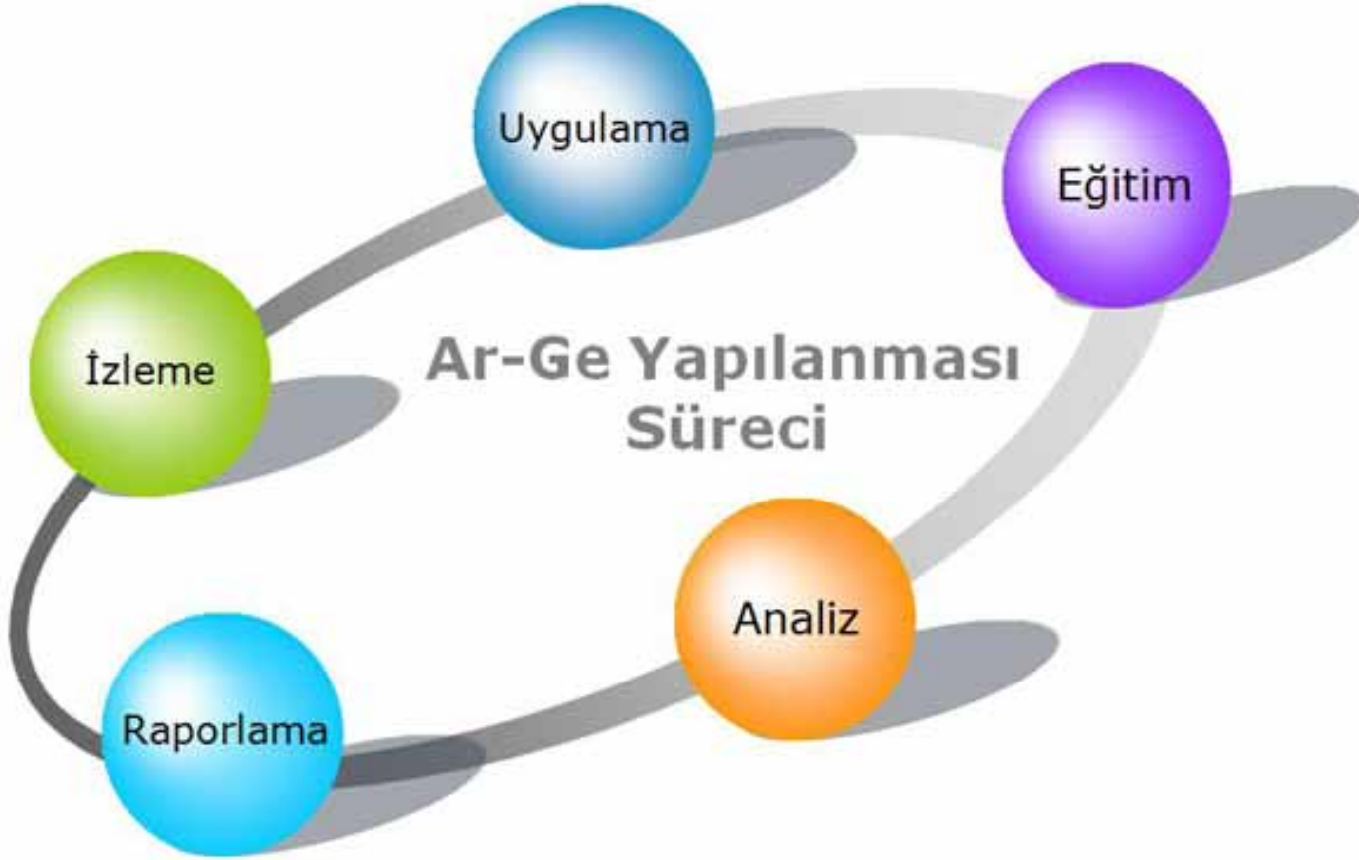 Uygulama
Eğitim
İzleme
Ar-Ge Yapılanması
Süreci
Analiz
Raporlama